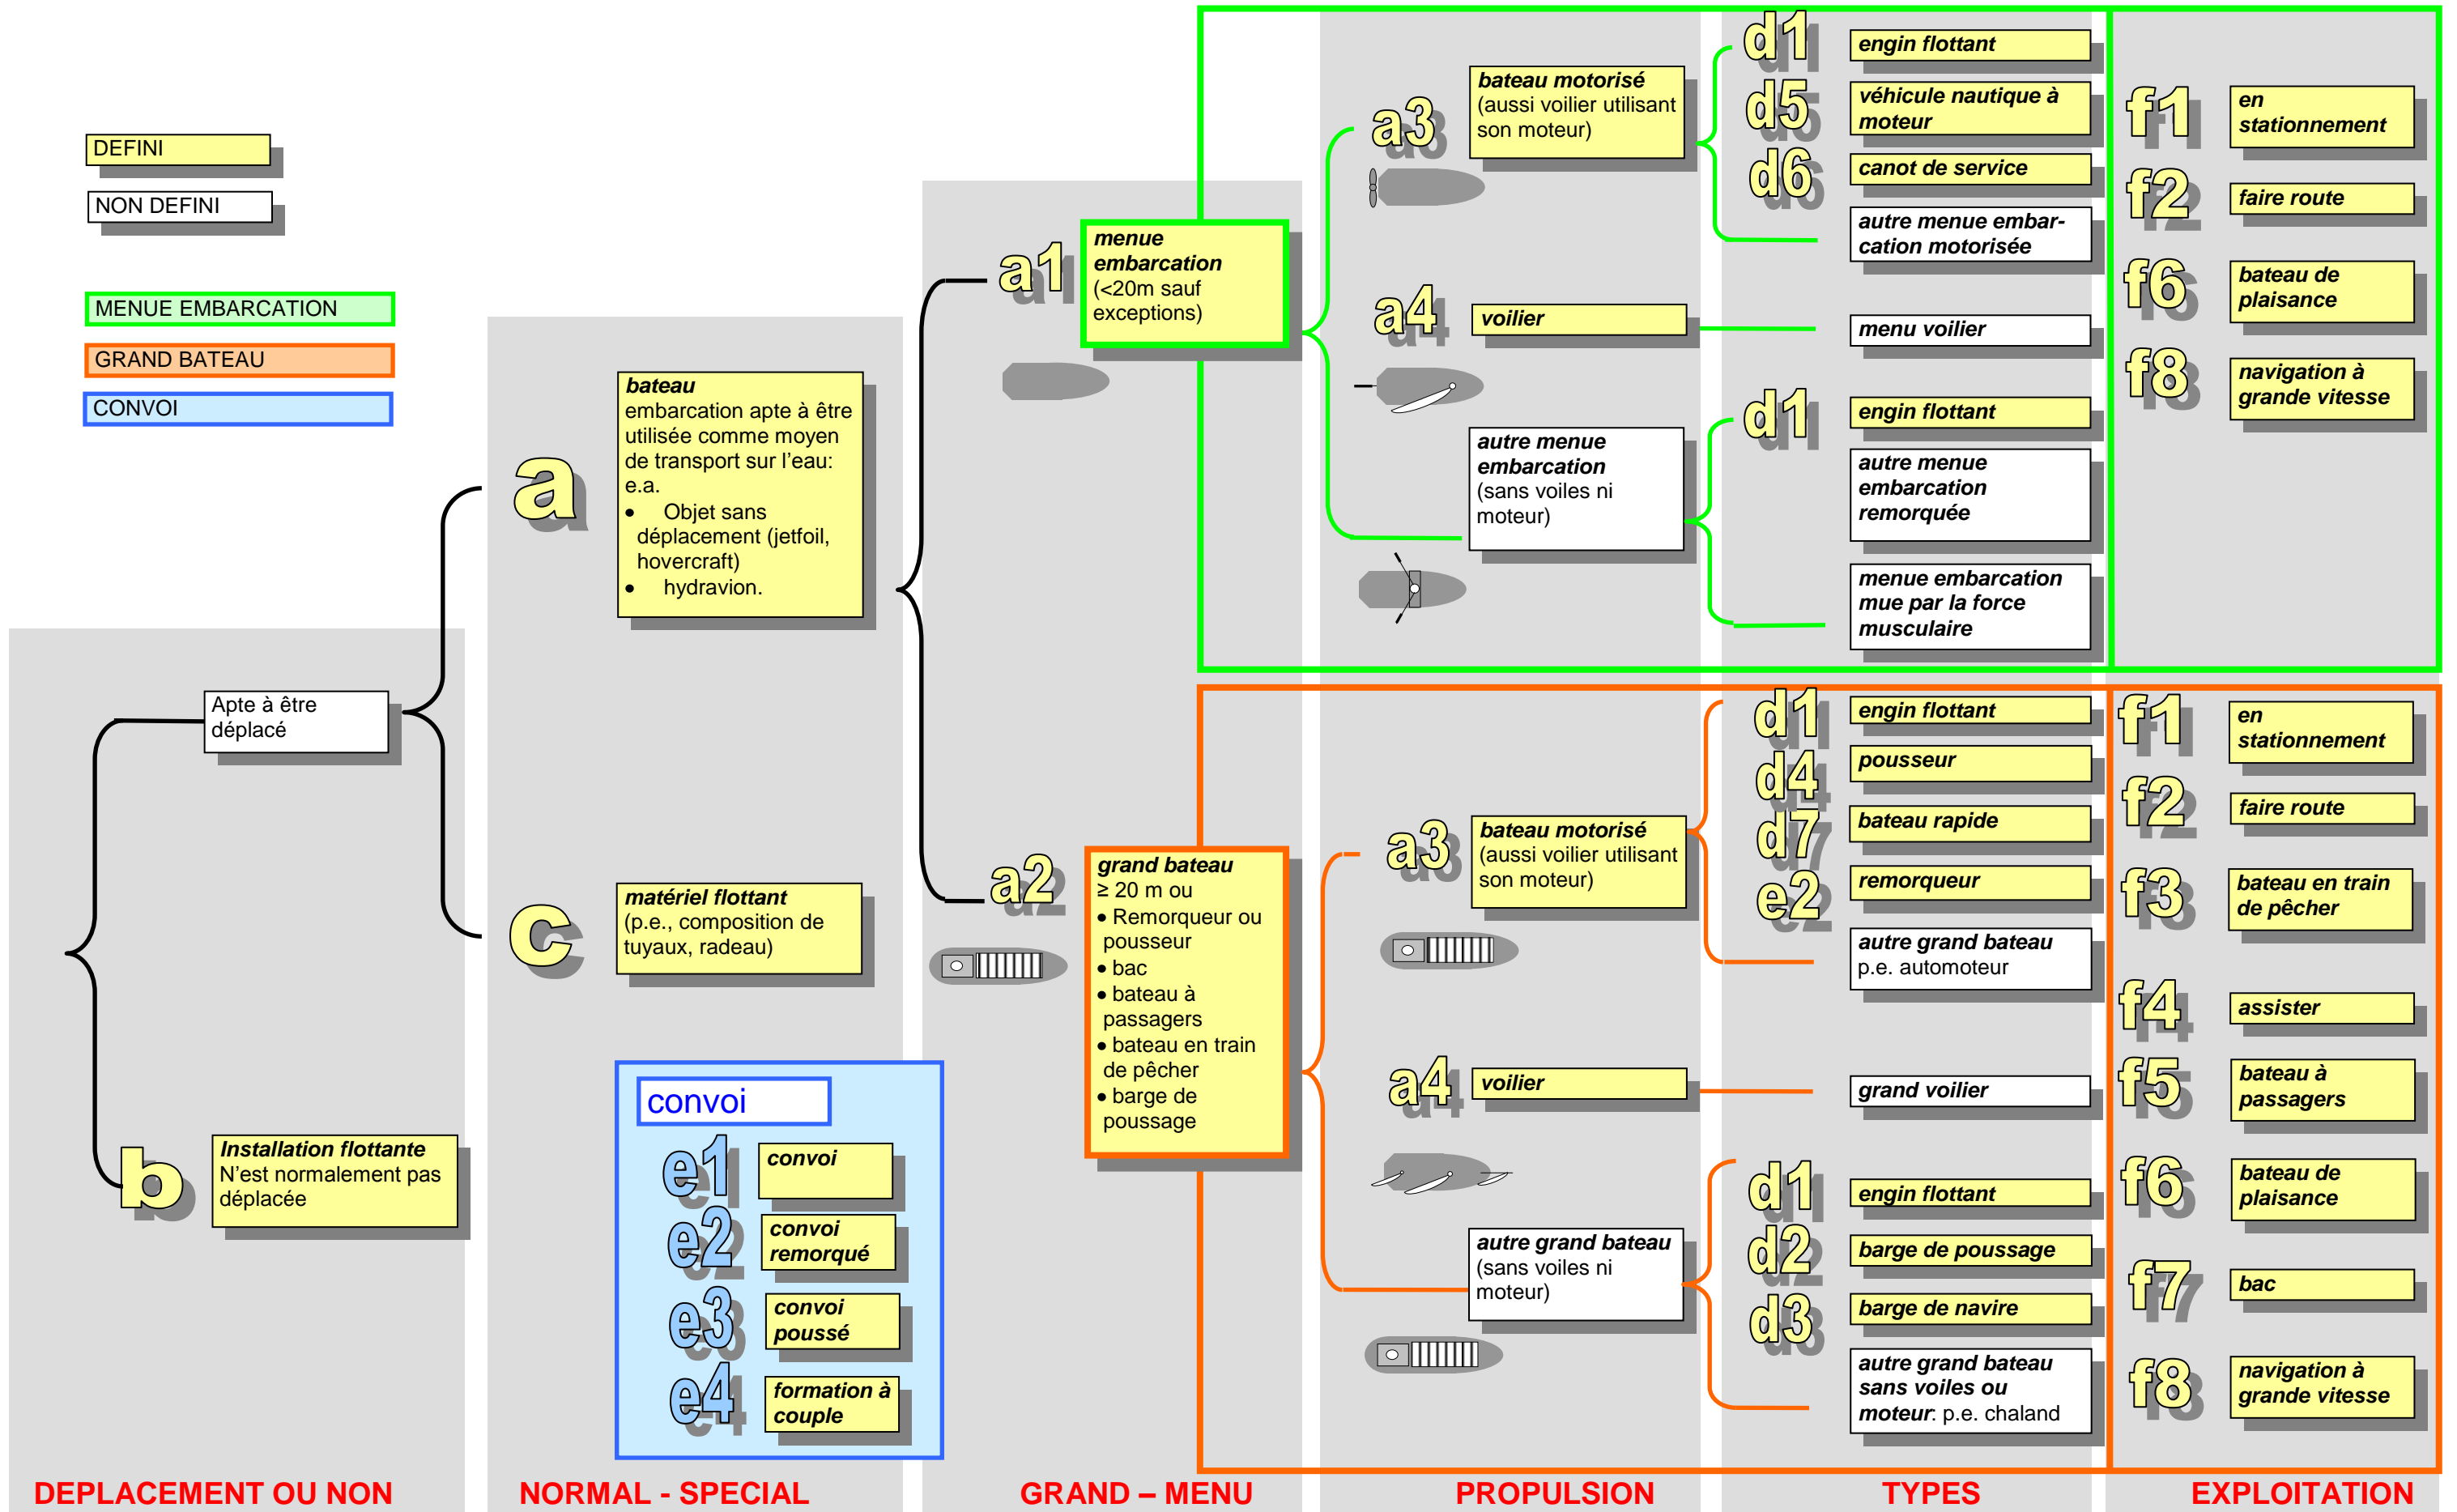 DEFINI
NON DEFINI
MENUE EMBARCATION
GRAND BATEAU
CONVOI
Apte à être
déplacé
b
Installation flottante
N'est normalement pas
déplacée
DEPLACEMENT OU NON
a
bateau
embarcation apte à être
utilisée comme moyen
de transport sur l'eau:
e.a.
• Objet sans
déplacement (jetfoil,
hovercraft)
• hydravion.
c
matériel flottant
(p.e., composition de
tuyaux, radeau)
convoi
e1
convoi
e2
convoi
remorqué
e3
convoi
poussé
e4
formation à
couple
NORMAL - SPECIAL
a1
menue
embarcation
(<20m sauf
exceptions)
a2
grand bateau
≥ 20 m ou
• Remorqueur ou
pousseur
• bac
• bateau à
passagers
• bateau en train
de pêcher
• barge de
poussage
GRAND – MENU
a3
bateau motorisé
(aussi voilier utilisant
son moteur)
a4
voilier
autre menue
embarcation
(sans voiles ni
moteur)
a3
bateau motorisé
(aussi voilier utilisant
son moteur)
a4
voilier
autre grand bateau
(sans voiles ni
moteur)
PROPULSION
d1
engin flottant
d5
véhicule nautique à
moteur
d6
canot de service
autre menue embar-
cation motorisée
menu voilier
d1
engin flottant
autre menue
embarcation
remorquée
menue embarcation
mue par la force
musculaire
d1
engin flottant
d4
pousseur
d7
bateau rapide
e2
remorqueur
autre grand bateau
p.e. automoteur
grand voilier
d1
engin flottant
d2
barge de poussage
d3
barge de navire
autre grand bateau
sans voiles ou
moteur: p.e. chaland
TYPES
f1
en
stationnement
f2
faire route
f6
bateau de
plaisance
f8
navigation à
grande vitesse
f1
en
stationnement
f2
faire route
f3
bateau en train
de pêcher
f4
assister
f5
bateau à
passagers
f6
bateau de
plaisance
f7
bac
f8
navigation à
grande vitesse
EXPLOITATION